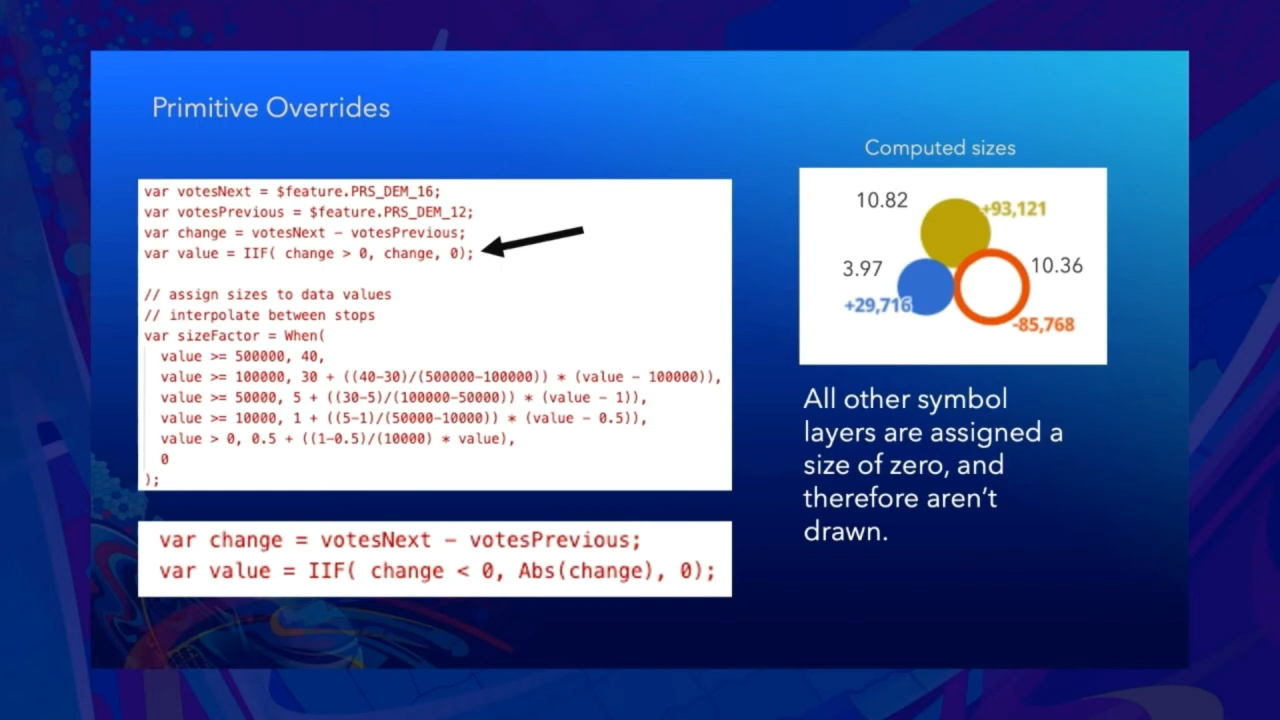 Primitive Overrides
var votesNext = $feature.PRS_DEM_16;
var votesPrevious = $feature.PRS_DEM_12;
var change = votesNext - votesPrevious;
var value = IIF( change > 0, change, 0);
// assign sizes to data values
// interpolate between stops
var sizeFactor = When(
value >= 500000, 40,
value >= 100000, 30 + ((40-30)/(500000-100000)) * (value - 100000)),
value >= 50000, 5 + ((30-5)/(100000-50000)) * (value - 1)),
value >= 10000, 1 + ((5-1)/(50000-10000)) * (value - 0.5)),
value > 0, 0.5 + ((1-0.5)/(10000) * value),
0
);
var change = votesNext - votesPrevious;
var value = IIF( change < 0, Abs(change), 0);
Computed sizes
10.82
+93,121
3.97
10.36
+29,716
-85,768
All other symbol
layers are assigned a
size of zero, and
therefore aren't
drawn.